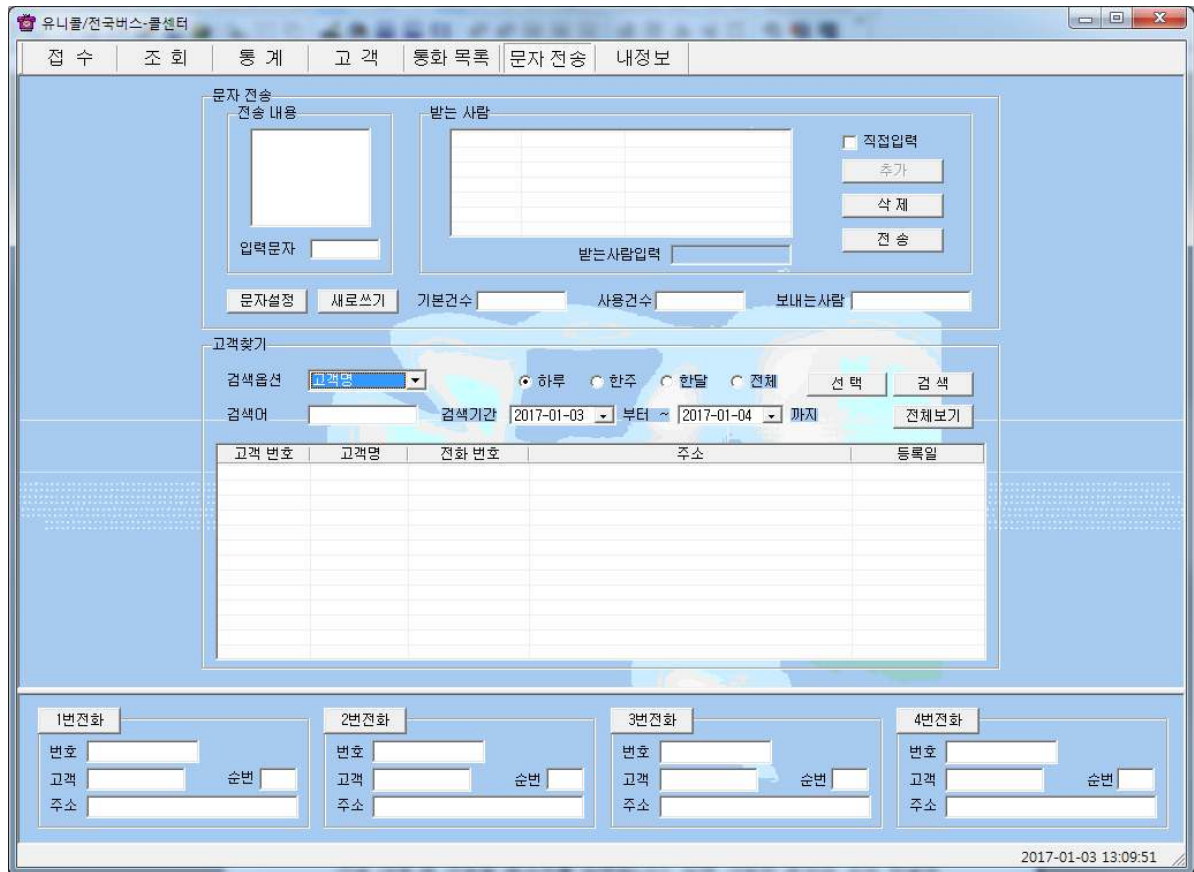 유니콜/전국버스-콜센터
접 수 조 회 통 계 고 객 통화 목록 문자 전송 내정보
문자 전송
전송 내용 받는 사람
직접입력
추가
삭 제
전 송
입력문자 받는사람입력
문자설정 새로쓰기 기본건수 사용건수 보내는사람
고객찾기
검색옵션 고객명 하루 한주 한달 전체 선 택 검 색
검색어 검색기간 2017-01-03 부터 ~ 2017-01-04 까지 전체보기
고객 번호 고객명 전화 번호 주소 등록일
1번전화 2번전화 3번전화 4번전화
번호 번호 번호 번호
고객 순번 고객 순번 고객 순번 고객 순번
주소 주소 주소 주소
2017-01-03 13:09:51